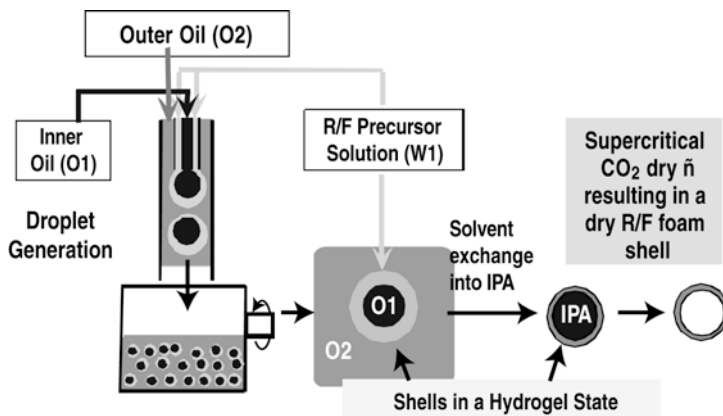 Outer Oil (O2)
Inner
Oil (O1)
R/F Precursor
Solution (W1)
Supercritical
CO₂ dry ñ
resulting in a
dry R/F foam
shell
Droplet
Generation
Solvent
exchange
into IPA
O1
O2
IPA
Shells in a Hydrogel State